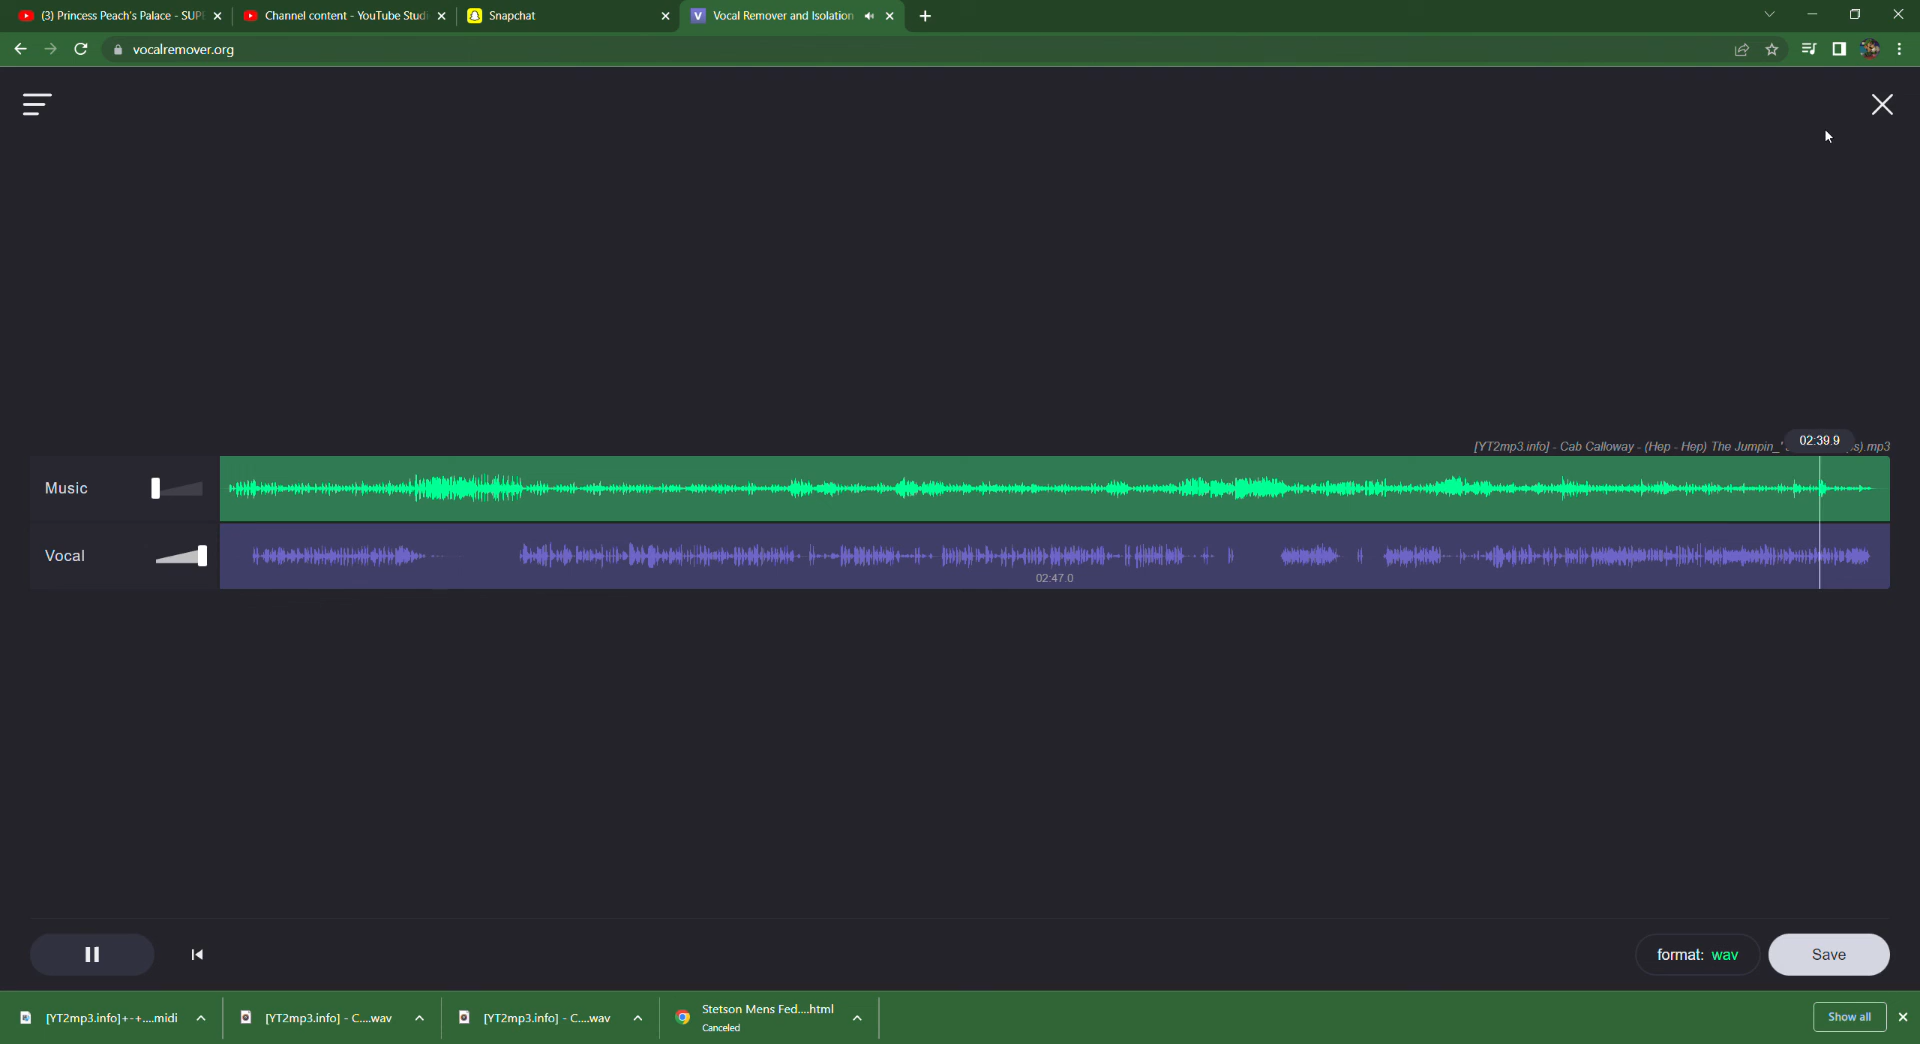 (3) Princess Peach's Palace - SUP
Channel content - YouTube Studi
Snapchat
V Vocal Remover and Isolation
vocalremover.org
[YT2mp3.info] - Cab Calloway - (Hep - Hep) The Jumpin_' s).mp3
02:39.9
Music
Vocal
02:47.0
format: wav
Save
[YT2mp3.info]+-+....midi
[YT2mp3.info] - C....wav
[YT2mp3.info] - C....wav
Stetson Mens Fed....html
Canceled
Show all